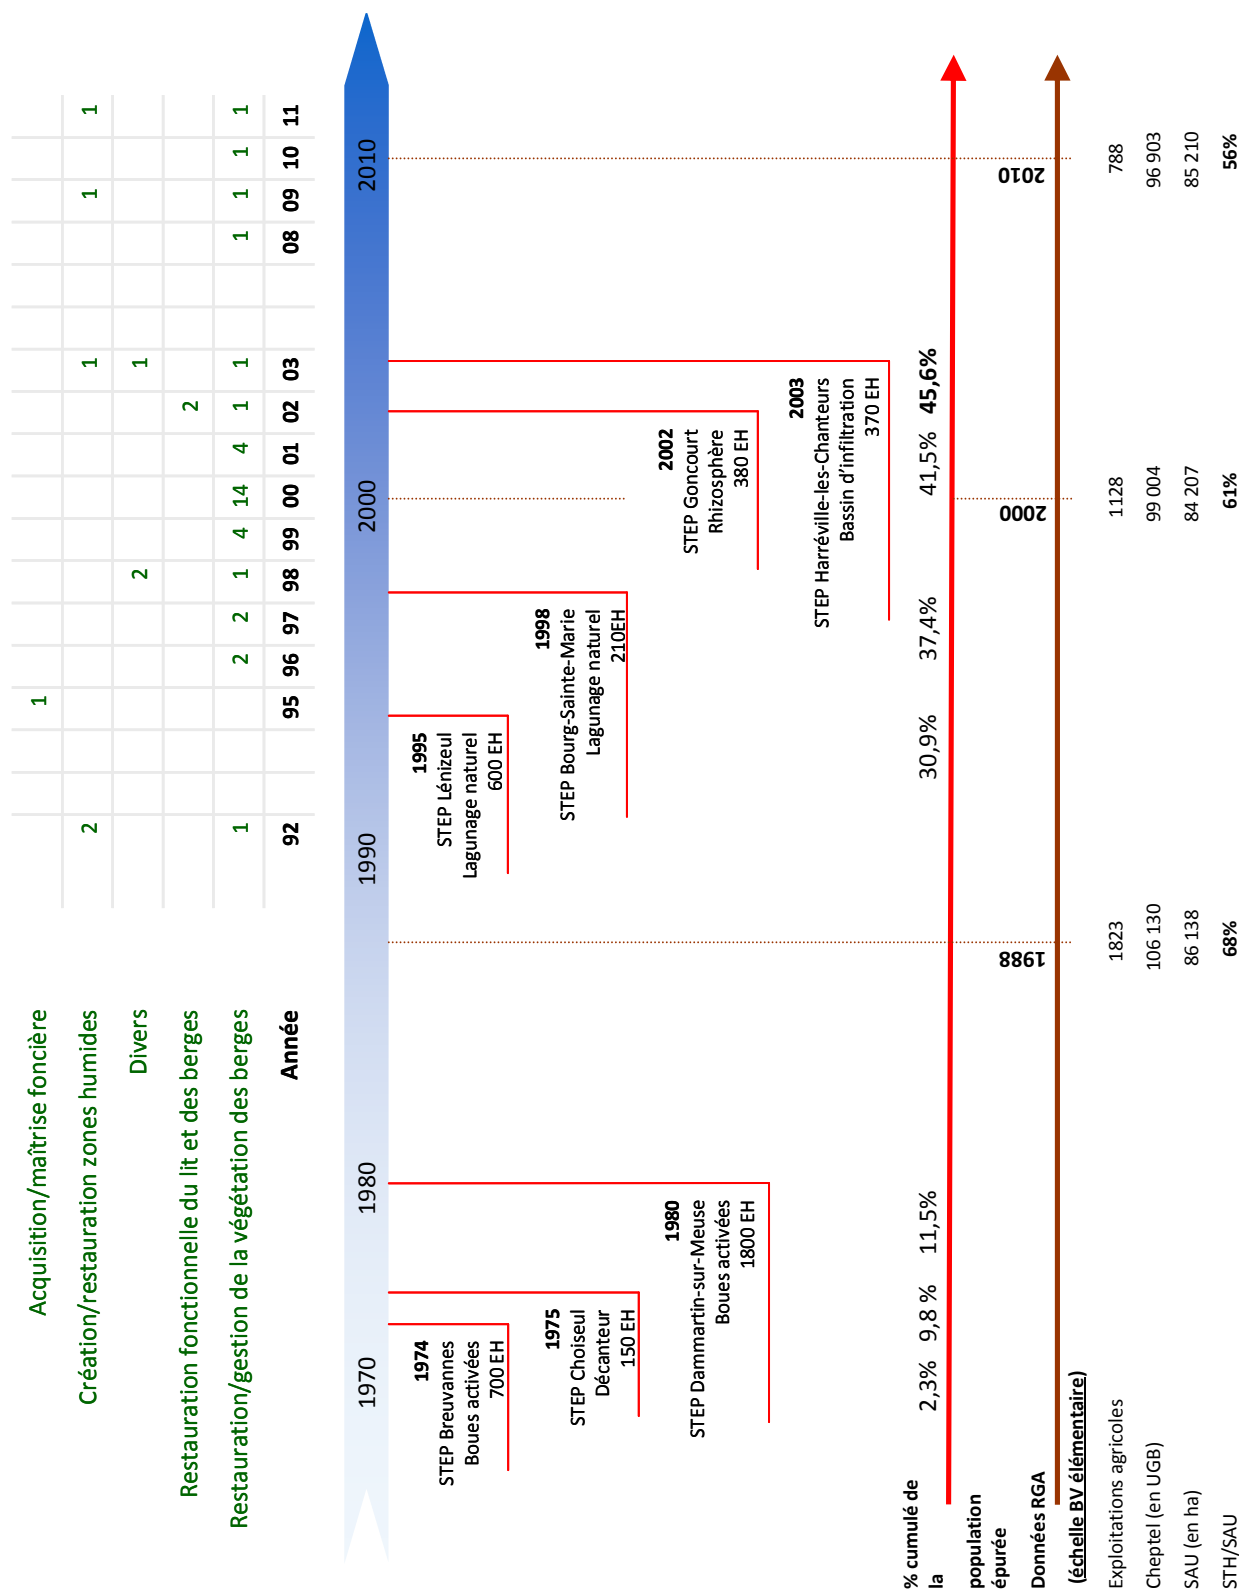 Acquisition/maîtrise foncière 1
Création/restauration zones humides 2 1 1 1
Divers 2 1
Restauration fonctionnelle du lit et des berges 2
Restauration/gestion de la végétation des berges 1 2 2 1 4 14 4 1 1 1 1 1 1
Année 92 95 96 97 98 99 00 01 02 03 08 09 10 11
1970 1980 1990 2000 2010
1974
STEP Breuvannes
Boues activées
700 EH
1975
STEP Choiseul
Décanteur
150 EH
1980
STEP Dammartin-sur-Meuse
Boues activées
1800 EH
1995
STEP Lénizeul
Lagunage naturel
600 EH
1998
STEP Bourg-Sainte-Marie
Lagunage naturel
210EH
2002
STEP Goncourt
Rhizosphère
380 EH
2003
STEP Harréville-les-Chanteurs
Bassin d'infiltration
370 EH
% cumulé de
la
population
épurée
2,3% 9,8 % 11,5% 30,9% 37,4% 41,5% 45,6%
Données RGA
(échelle BV élémentaire)
1988 2000 2010
Exploitations agricoles 1823 1128 788
Cheptel (en UGB) 106 130 99 004 96 903
SAU (en ha) 86 138 84 207 85 210
STH/SAU 68% 61% 56%